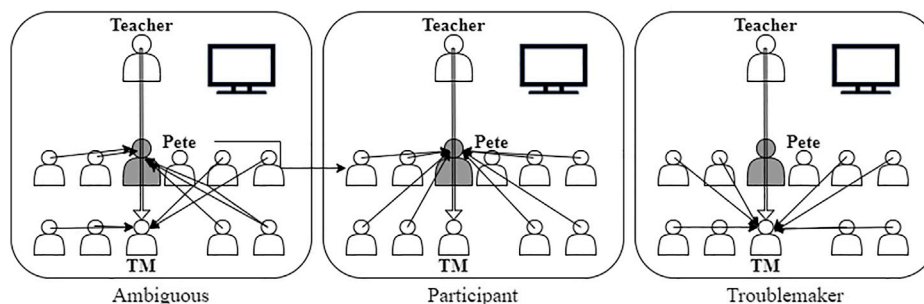 Teacher
Pete
TM
Ambiguous
Teacher
Pete
TM
Participant
Teacher
Pete
TM
Troublemaker